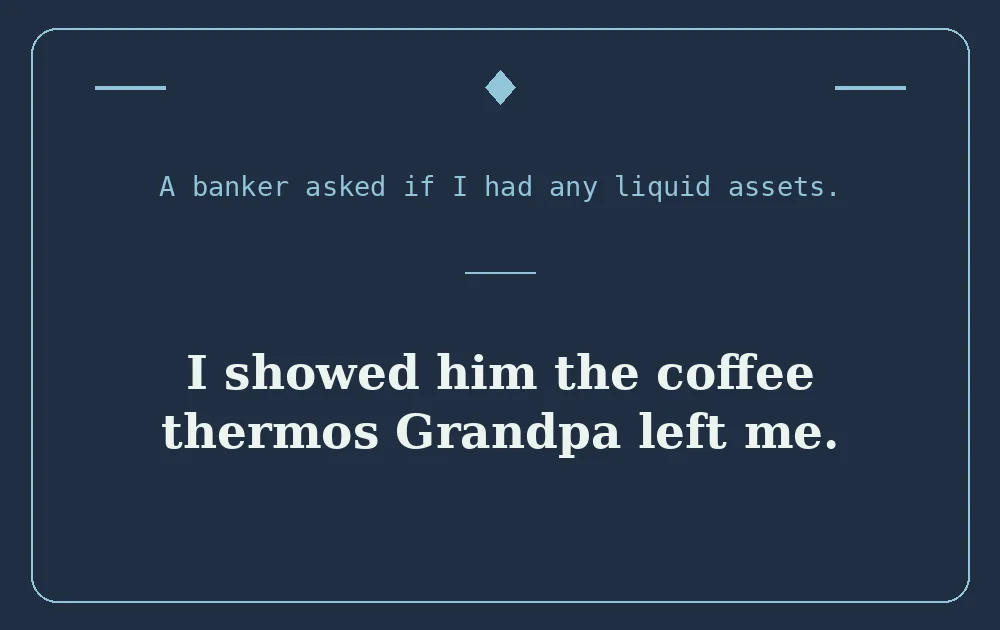 A banker asked if I had any liquid assets.
I showed him the coffee
thermos Grandpa left me.